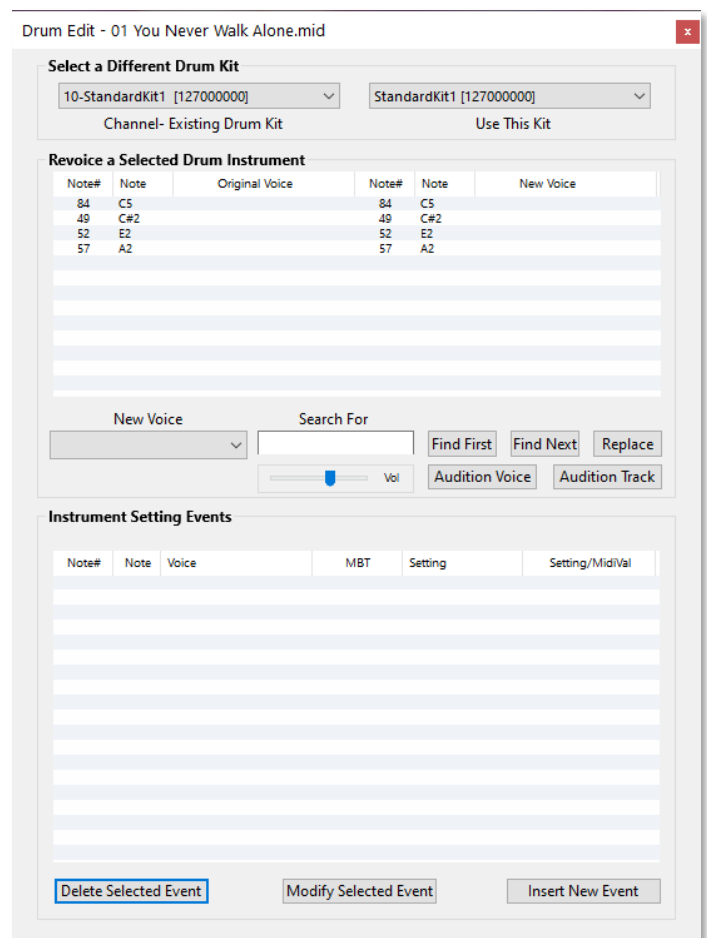 Drum Edit - 01 You Never Walk Alone.mid
x
Select a Different Drum Kit
10-StandardKit1 [127000000] StandardKit1 [127000000]
Channel- Existing Drum Kit Use This Kit
Revoice a Selected Drum Instrument
Note# Note Original Voice Note# Note New Voice
84 C5 84 C5
49 C#2 49 C#2
52 E2 52 E2
57 A2 57 A2
New Voice Search For
Find First Find Next Replace
Vol Audition Voice Audition Track
Instrument Setting Events
Note# Note Voice MBT Setting Setting/MidiVal
Delete Selected Event Modify Selected Event Insert New Event